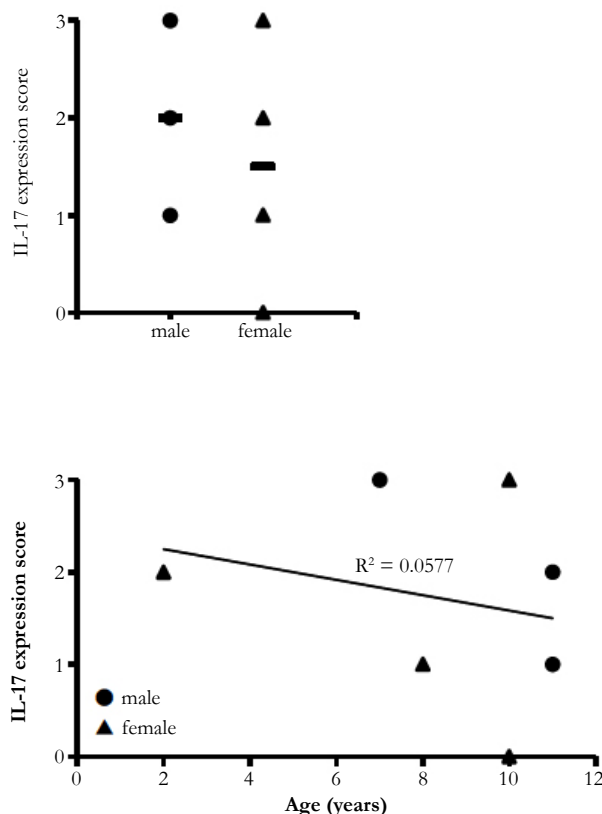 IL-17 expression score
3
2
1
0
male female
IL-17 expression score
3
2
1
0
R² = 0.0577
male
female
0 2 4 6 8 10 12
Age (years)